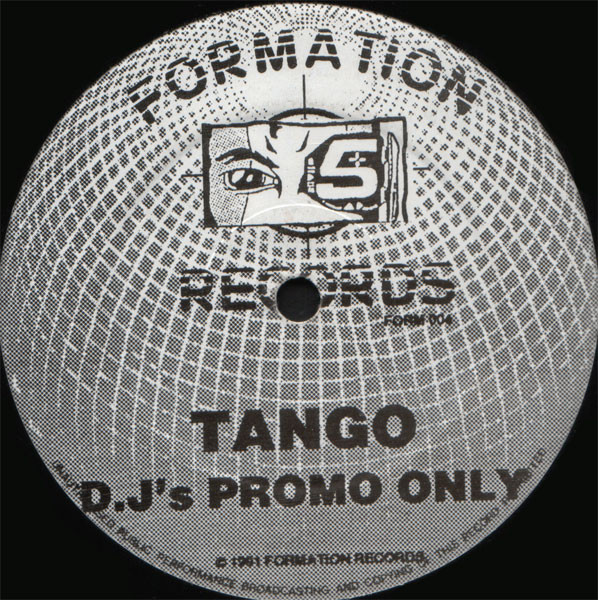 FORMATION
5
RECORDS
FORM 004
TANGO
D.J's PROMO ONLY
© 1991 FORMATION RECORDS.
PUBLIC PERFORMANCE BROADCASTING AND COPYING THIS RECORD